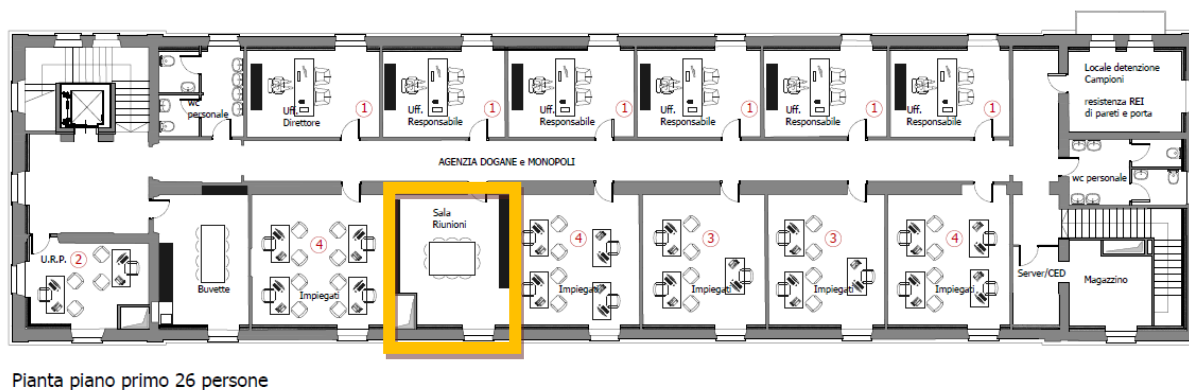 Locale detenzione
Campioni
resistenza REI
di pareti e porta
wc
personale
Uff.
Direttore
1
Uff.
Responsabile
1
Uff.
Responsabile
1
Uff.
Responsabile
1
Uff.
Responsabile
1
Uff.
Responsabile
1
AGENZIA DOGANE e MONOPOLI
wc personale
U.R.P. 2
Buvette
4
Impiegati
Sala
Riunioni
4
Impiegati
3
Impiegati
3
Impiegati
4
Impiegati
Server/CED
Magazzino
Pianta piano primo 26 persone